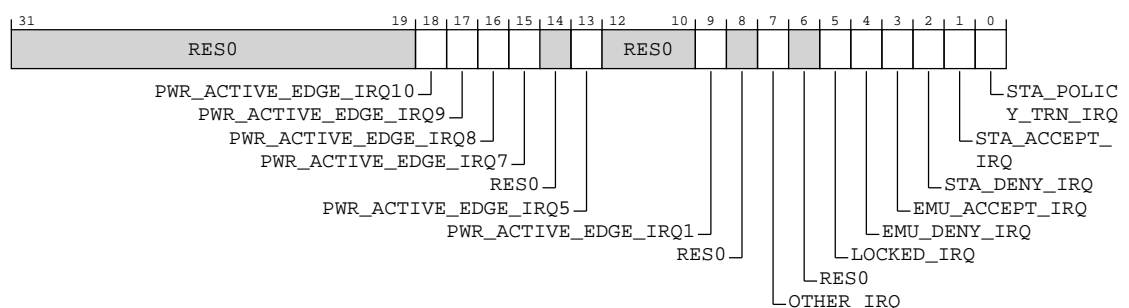 31 19 18 17 16 15 14 13 12 10 9 8 7 6 5 4 3 2 1 0
RES0 RES0
PWR_ACTIVE_EDGE_IRQ10 STA_POLIC
PWR_ACTIVE_EDGE_IRQ9 Y_TRN_IRQ
PWR_ACTIVE_EDGE_IRQ8 STA_ACCEPT_
PWR_ACTIVE_EDGE_IRQ7 IRQ
RES0 STA_DENY_IRQ
PWR_ACTIVE_EDGE_IRQ5 EMU_ACCEPT_IRQ
PWR_ACTIVE_EDGE_IRQ1 EMU_DENY_IRQ
RES0 LOCKED_IRQ
RES0
OTHER_IRQ